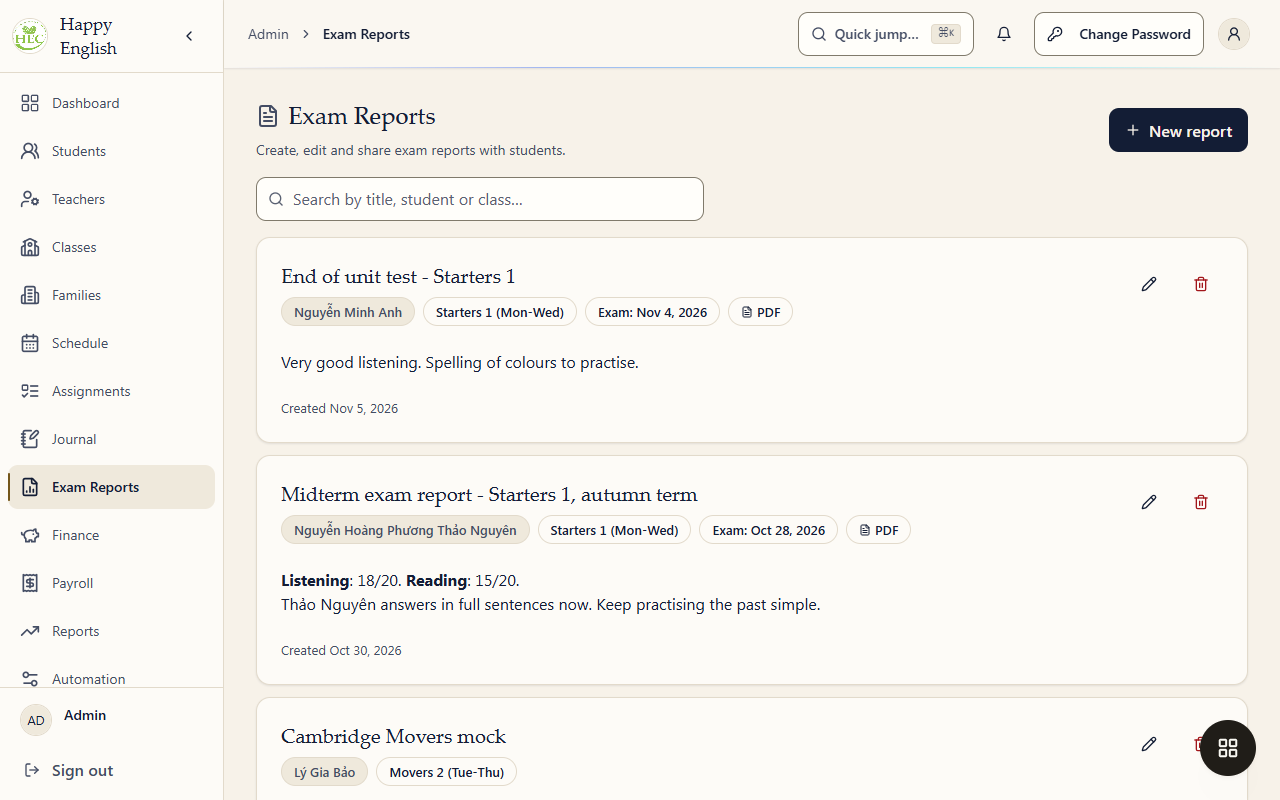 HEC
Happy
English
Admin > Exam Reports
Quick jump... ⌘K
Change Password
Dashboard
Students
Teachers
Classes
Families
Schedule
Assignments
Journal
Exam Reports
Finance
Payroll
Reports
Automation
AD Admin
Sign out
Exam Reports
Create, edit and share exam reports with students.
+ New report
Search by title, student or class...
End of unit test - Starters 1
Nguyễn Minh Anh Starters 1 (Mon-Wed) Exam: Nov 4, 2026 PDF
Very good listening. Spelling of colours to practise.
Created Nov 5, 2026
Midterm exam report - Starters 1, autumn term
Nguyễn Hoàng Phương Thảo Nguyên Starters 1 (Mon-Wed) Exam: Oct 28, 2026 PDF
Listening: 18/20. Reading: 15/20.
Thảo Nguyên answers in full sentences now. Keep practising the past simple.
Created Oct 30, 2026
Cambridge Movers mock
Lý Gia Bảo Movers 2 (Tue-Thu)